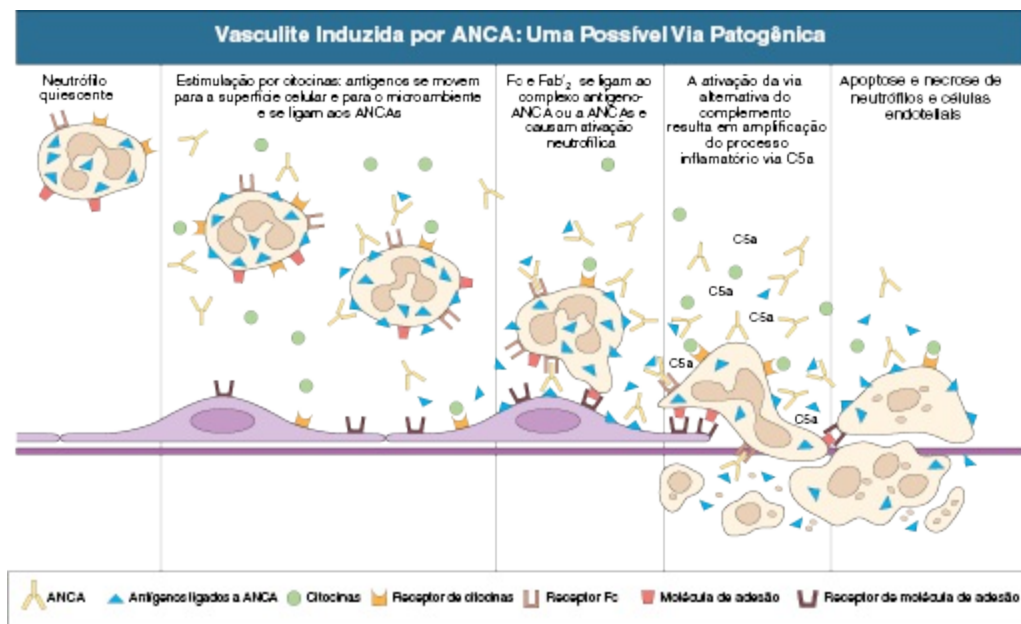 Vasculite Induzida por ANCA: Uma Possível Via Patogênica
Neutrófilo
quiescente
Estimulação por citocinas: antígenos se movem
para a superfície celular e para o microambiente
e se ligam aos ANCAs
Fc e Fab'₂ se ligam ao
complexo antígeno-
ANCA ou a ANCAs e
causam ativação
neutrofílica
A ativação da via
alternativa do
complemento
resulta em amplificação
do processo
inflamatório via C5a
Apoptose e necrose de
neutrófilos e células
endoteliais
C5a
C5a
C5a
C5a
C5a
ANCA
Antígenos ligados a ANCA
Citocinas
Receptor de citocinas
Receptor Fc
Molécula de adesão
Receptor de molécula de adesão